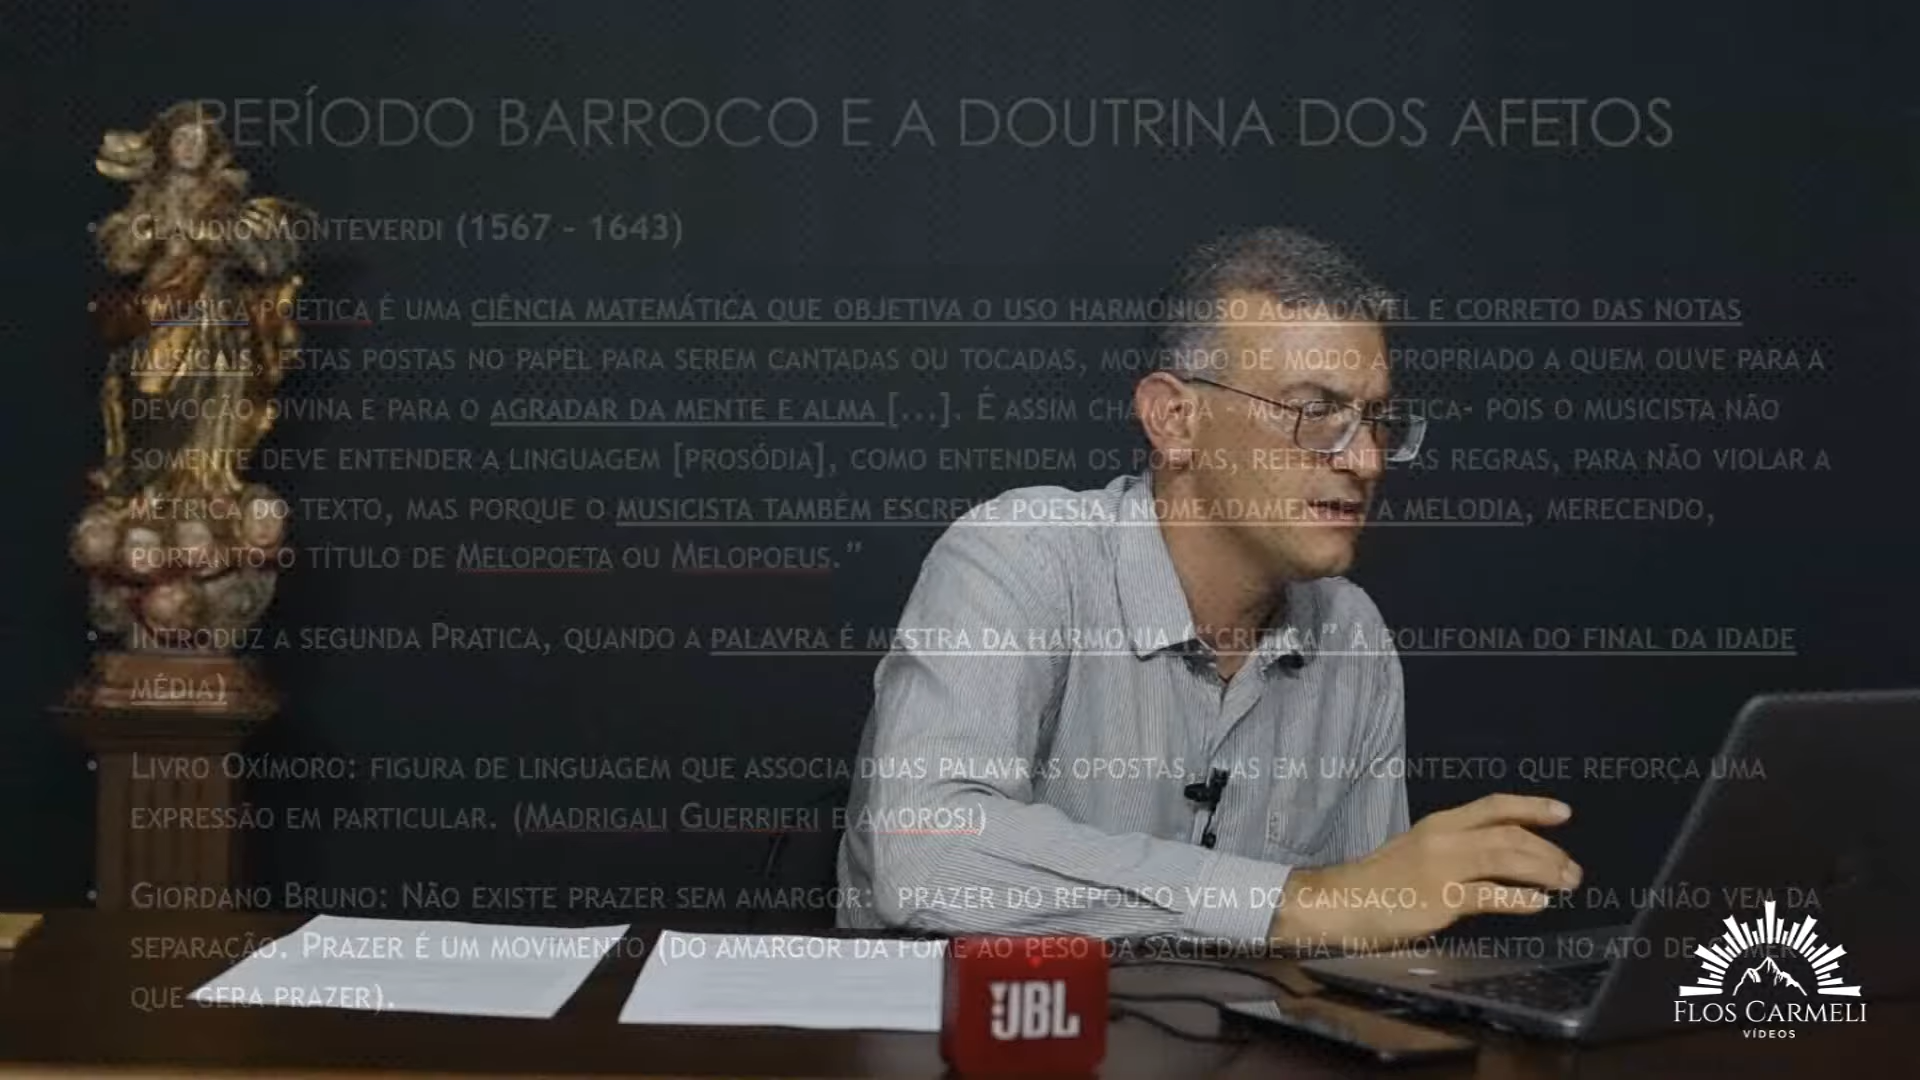 PERÍODO BARROCO E A DOUTRINA DOS AFETOS
• CLAUDIO MONTEVERDI (1567 - 1643)
• "MUSICA POÉTICA É UMA CIÊNCIA MATEMÁTICA QUE OBJETIVA O USO HARMONIOSO AGRADÁVEL E CORRETO DAS NOTAS
MUSICAIS, ESTAS POSTAS NO PAPEL PARA SEREM CANTADAS OU TOCADAS, MOVENDO DE MODO APROPRIADO A QUEM OUVE PARA A
DEVOÇÃO DIVINA E PARA O AGRADAR DA MENTE E ALMA [...]. É ASSIM CHAMADA - MUSICA POÉTICA- POIS O MUSICISTA NÃO
SOMENTE DEVE ENTENDER A LINGUAGEM [PROSÓDIA], COMO ENTENDEM OS POETAS, REFERENTE AS REGRAS, PARA NÃO VIOLAR A
MÉTRICA DO TEXTO, MAS PORQUE O MUSICISTA TAMBÉM ESCREVE POESIA, NOMEADAMENTE A MELODIA, MERECENDO,
PORTANTO O TÍTULO DE MELOPOETA OU MELOPOEUS."
• INTRODUZ A SEGUNDA PRATICA, QUANDO A PALAVRA É MESTRA DA HARMONIA ("CRITICA" À POLIFONIA DO FINAL DA IDADE
MÉDIA)
• LIVRO OXÍMORO: FIGURA DE LINGUAGEM QUE ASSOCIA DUAS PALAVRAS OPOSTAS, MAS EM UM CONTEXTO QUE REFORÇA UMA
EXPRESSÃO EM PARTICULAR. (MADRIGALI GUERRIERI E AMOROSI)
• GIORDANO BRUNO: NÃO EXISTE PRAZER SEM AMARGOR: PRAZER DO REPOUSO VEM DO CANSAÇO. O PRAZER DA UNIÃO VEM DA
SEPARAÇÃO. PRAZER É UM MOVIMENTO (DO AMARGOR DA FOME AO PESO DA SACIEDADE HÁ UM MOVIMENTO NO ATO DE COMER
QUE GERA PRAZER).
JBL
FLOS CARMELI
VÍDEOS